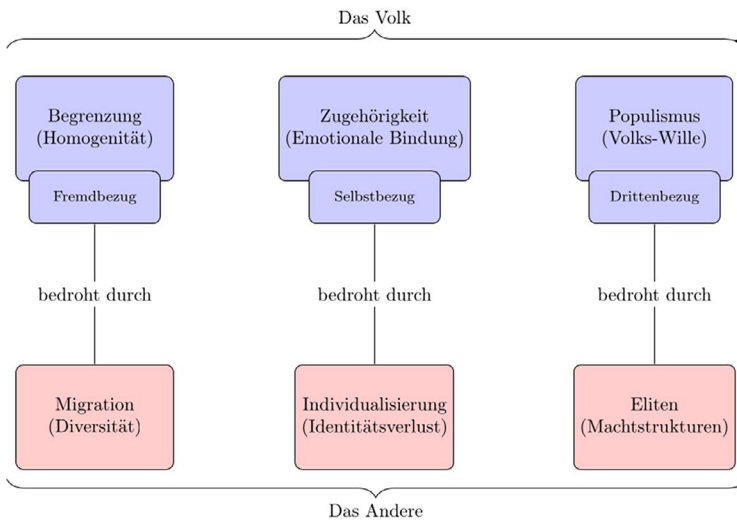 Das Volk
Begrenzung
(Homogenität)
Fremdbezug
Zugehörigkeit
(Emotionale Bindung)
Selbstbezug
Populismus
(Volks-Wille)
Drittenbezug
bedroht durch
bedroht durch
bedroht durch
Migration
(Diversität)
Individualisierung
(Identitätsverlust)
Eliten
(Machtstrukturen)
Das Andere